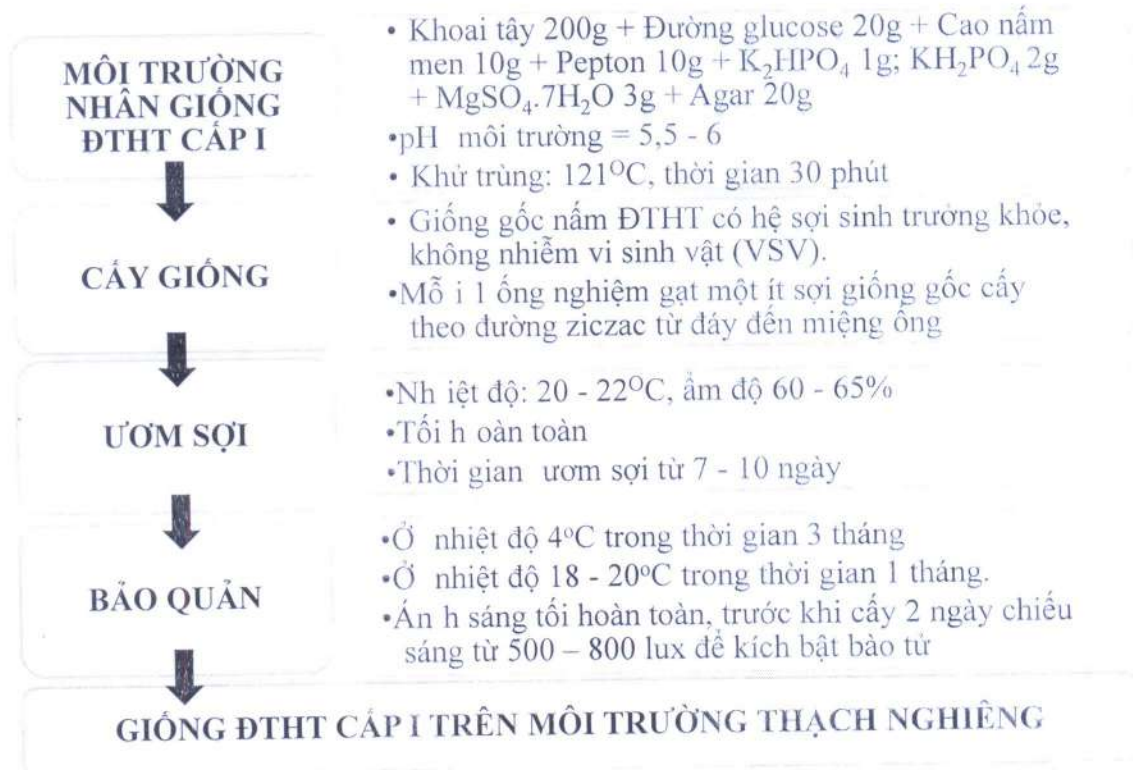 MÔI TRƯỜNG
NHÂN GIỐNG
ĐTHT CẤP I
• Khoai tây 200g + Đường glucose 20g + Cao nấm
men 10g + Pepton 10g + K₂HPO₄ 1g; KH₂PO₄ 2g
+ MgSO₄.7H₂O 3g + Agar 20g
•pH môi trường = 5,5 - 6
• Khử trùng: 121⁰C, thời gian 30 phút
CẤY GIỐNG
• Giống gốc nấm ĐTHT có hệ sợi sinh trưởng khỏe,
không nhiễm vi sinh vật (VSV).
•Mỗ i 1 ống nghiệm gạt một ít sợi giống gốc cấy
theo đường ziczac từ đáy đến miệng ống
ƯƠM SỢI
•Nh iệt độ: 20 - 22⁰C, ẩm độ 60 - 65%
•Tối h oàn toàn
•Thời gian ươm sợi từ 7 - 10 ngày
BẢO QUẢN
•Ở nhiệt độ 4⁰C trong thời gian 3 tháng
•Ở nhiệt độ 18 - 20⁰C trong thời gian 1 tháng.
•Án h sáng tối hoàn toàn, trước khi cấy 2 ngày chiếu
sáng từ 500 – 800 lux để kích bật bào tử
GIỐNG ĐTHT CẤP I TRÊN MÔI TRƯỜNG THẠCH NGHIÊNG